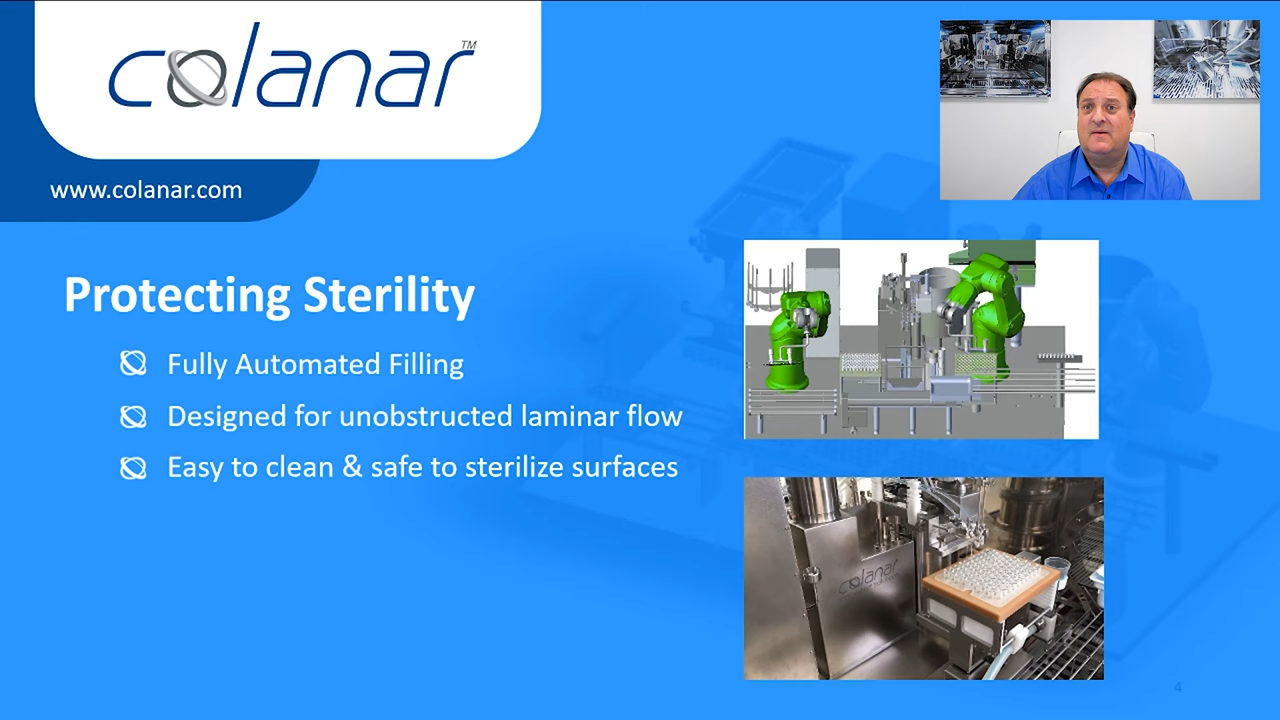 colanar™
www.colanar.com
Protecting Sterility
Fully Automated Filling
Designed for unobstructed laminar flow
Easy to clean & safe to sterilize surfaces
colanar
4